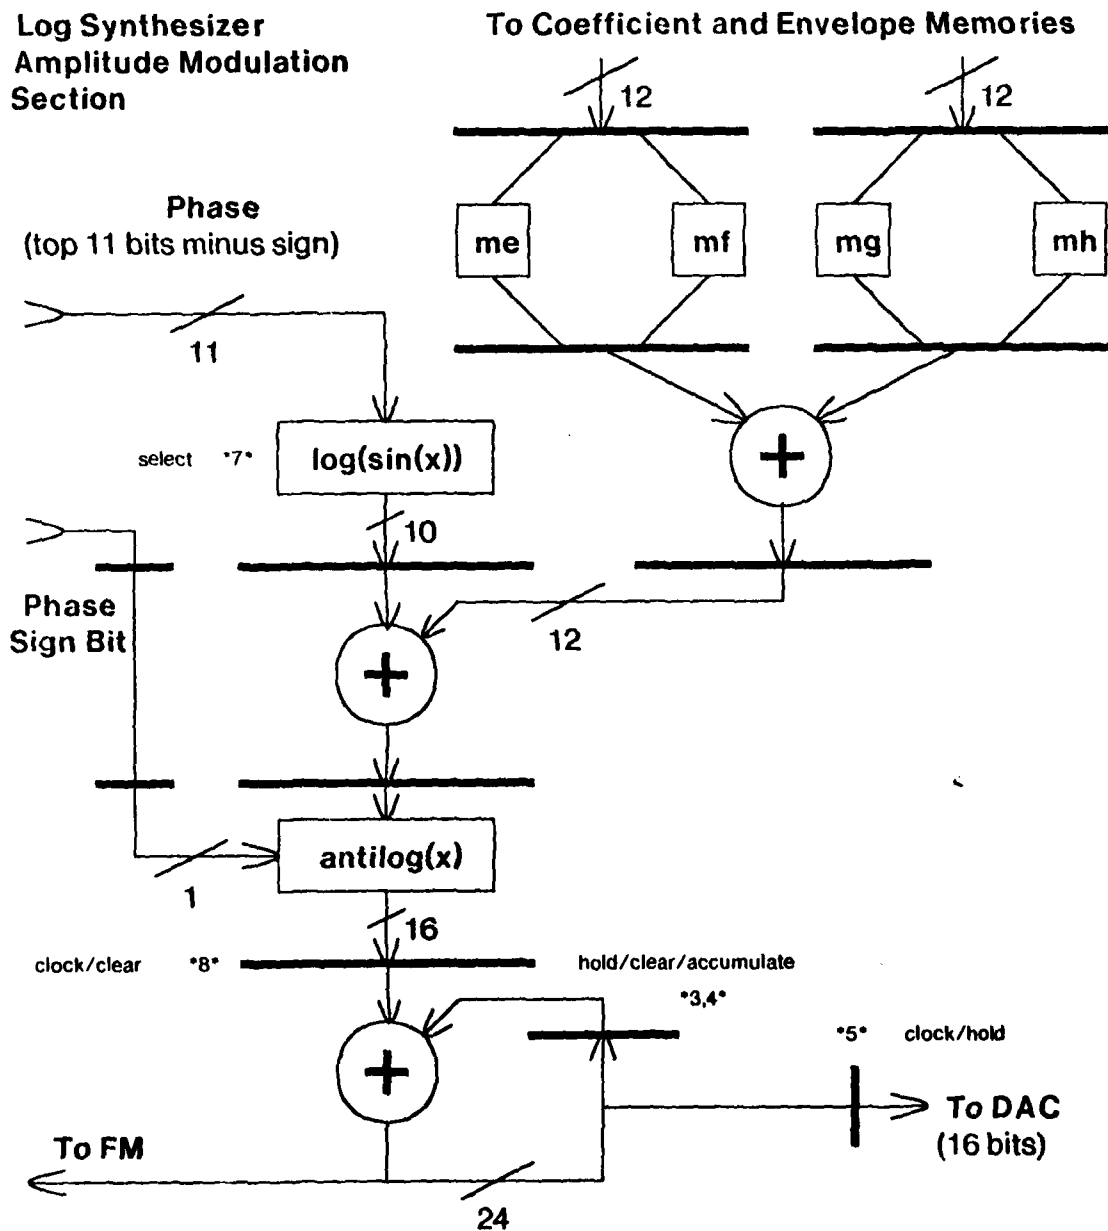 Log Synthesizer
Amplitude Modulation
Section
To Coefficient and Envelope Memories
12
12
Phase
(top 11 bits minus sign)
me
mf
mg
mh
11
select *7*
log(sin(x))
+
10
Phase
Sign Bit
12
+
antilog(x)
1
16
clock/clear *8*
hold/clear/accumulate
*3,4*
+
*5* clock/hold
To DAC
(16 bits)
To FM
24